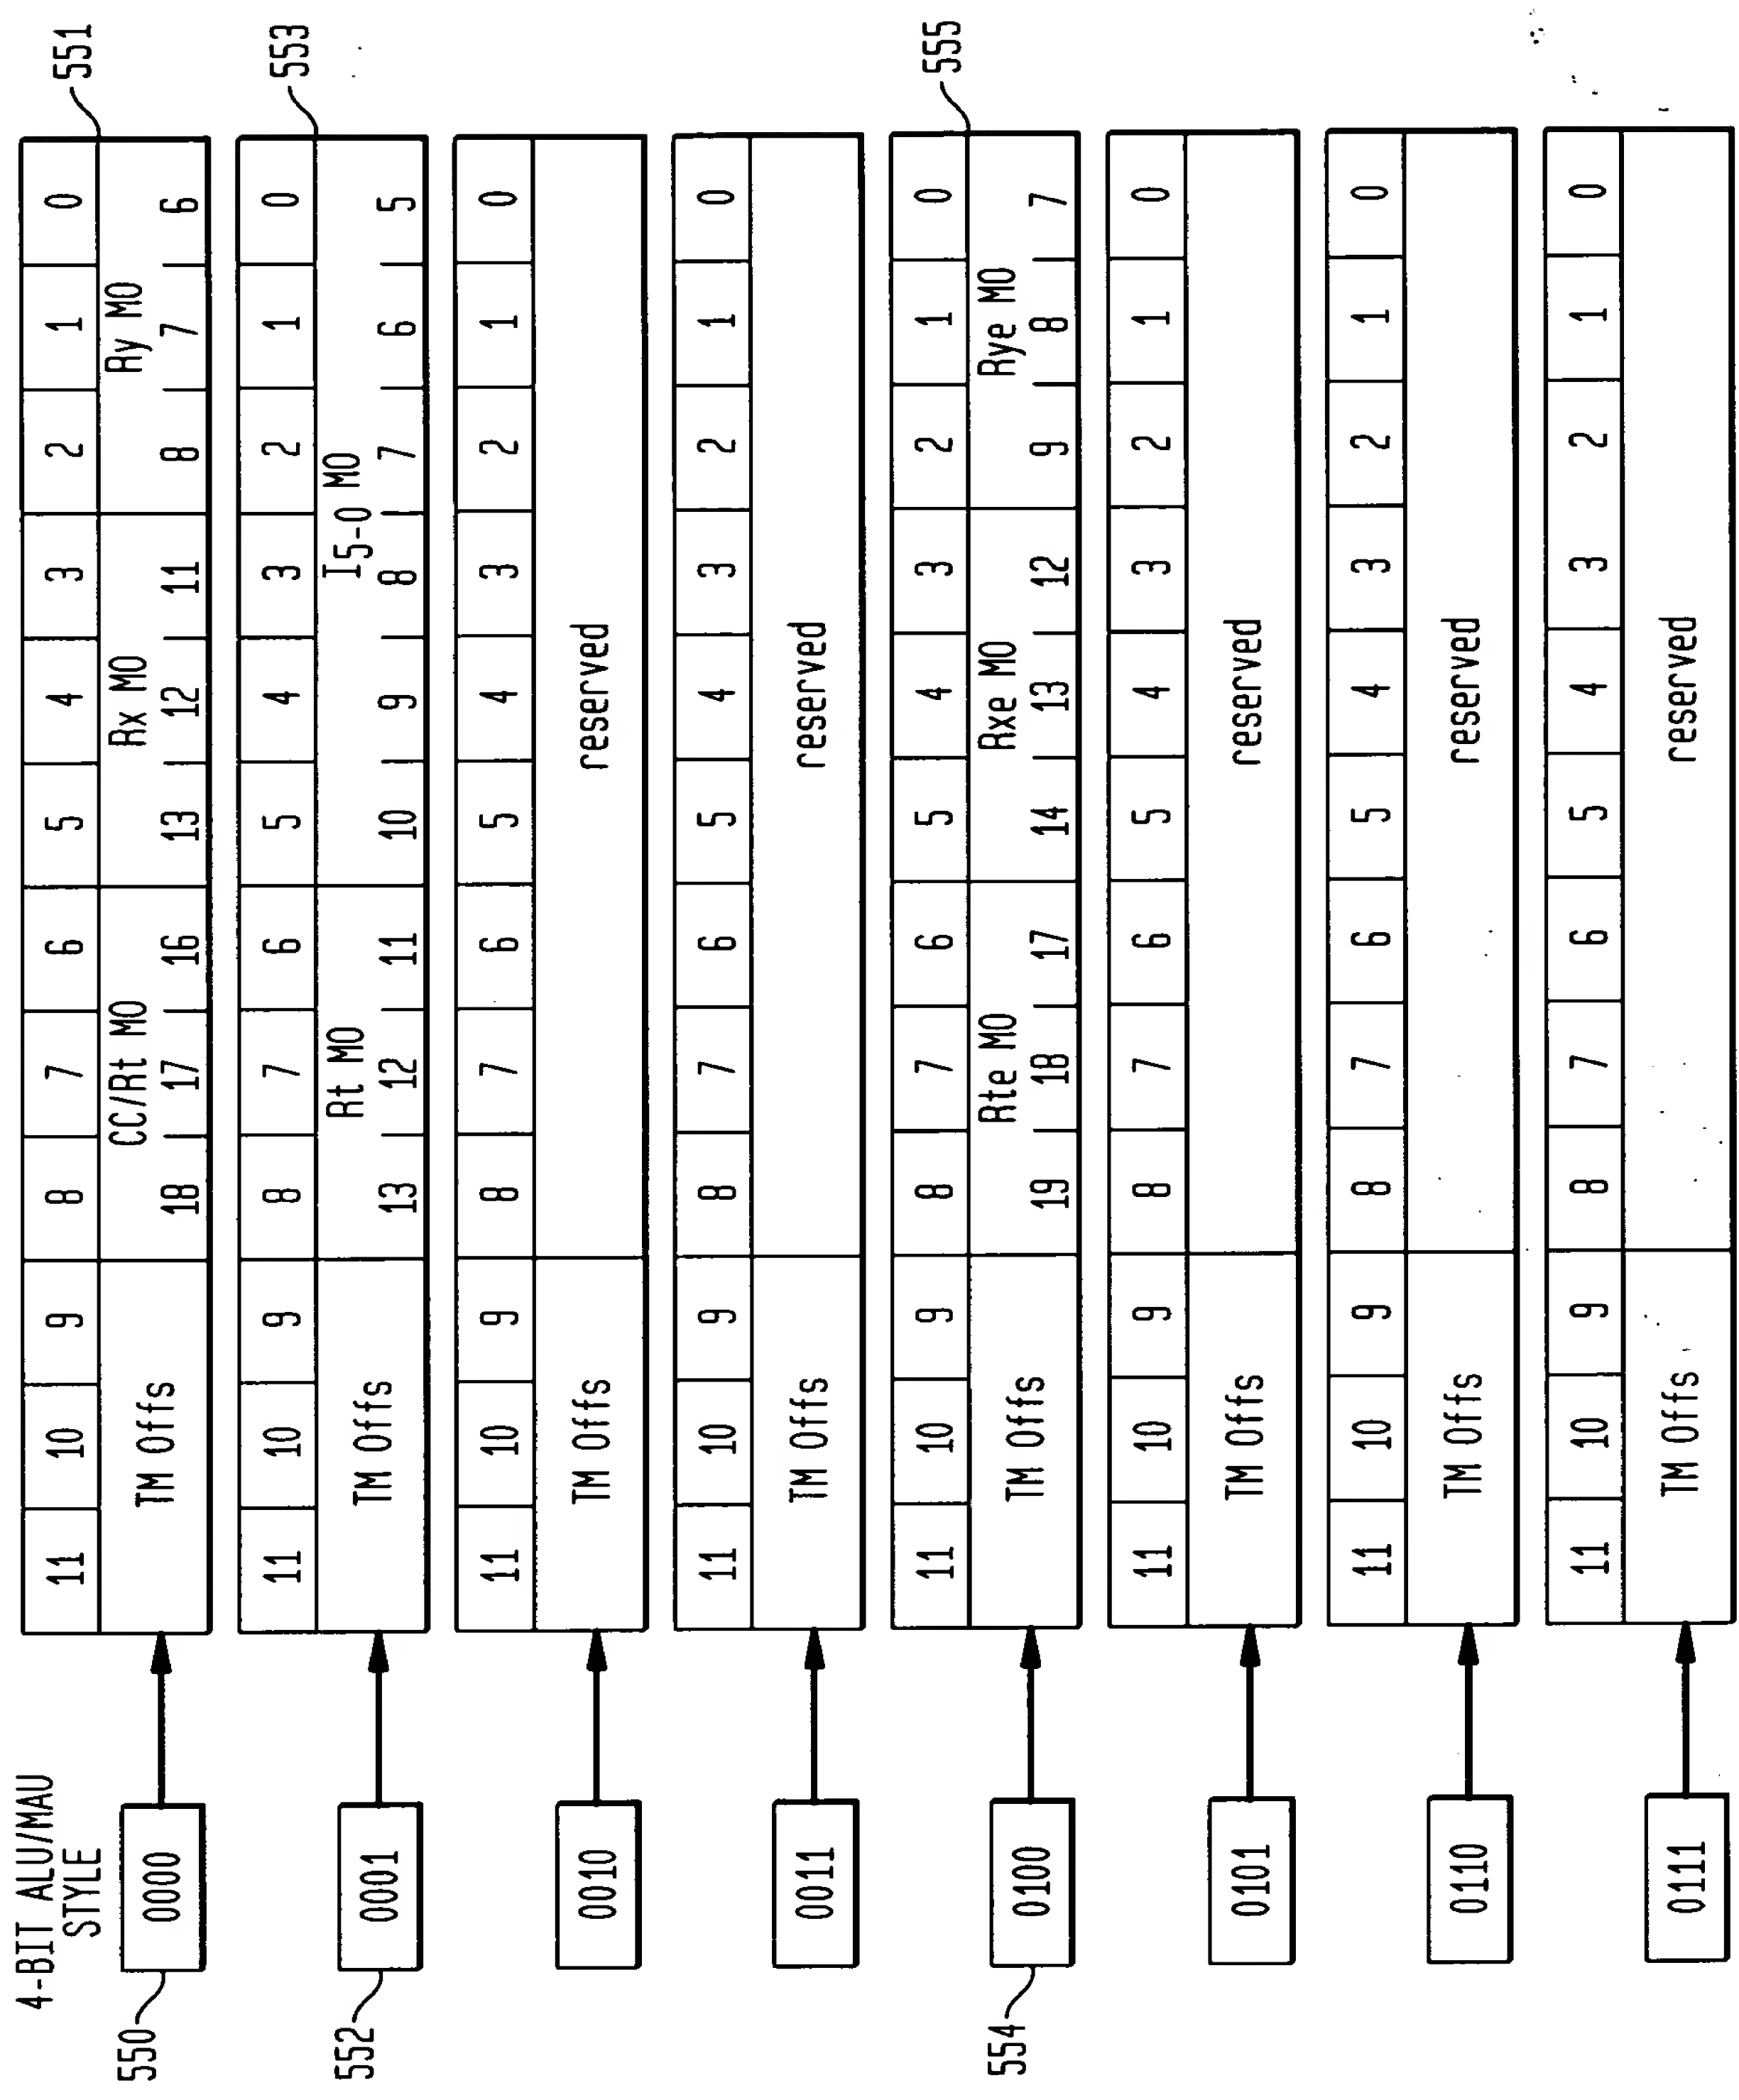 4-BIT ALU/MAU
STYLE
550
0000
551
11 10 9 8 7 6 5 4 3 2 1 0
TM Offs CC/Rt M0 Rx M0 Ry M0
18 17 16 13 12 11 8 7 6
552
0001
553
11 10 9 8 7 6 5 4 3 2 1 0
TM Offs Rt M0 I5-0 M0
13 12 11 10 9 8 7 6 5
0010
11 10 9 8 7 6 5 4 3 2 1 0
TM Offs reserved
0011
11 10 9 8 7 6 5 4 3 2 1 0
TM Offs reserved
554
0100
555
11 10 9 8 7 6 5 4 3 2 1 0
TM Offs Rte M0 Rxe M0 Rye M0
19 18 17 14 13 12 9 8 7
0101
11 10 9 8 7 6 5 4 3 2 1 0
TM Offs reserved
0110
11 10 9 8 7 6 5 4 3 2 1 0
TM Offs reserved
0111
11 10 9 8 7 6 5 4 3 2 1 0
TM Offs reserved